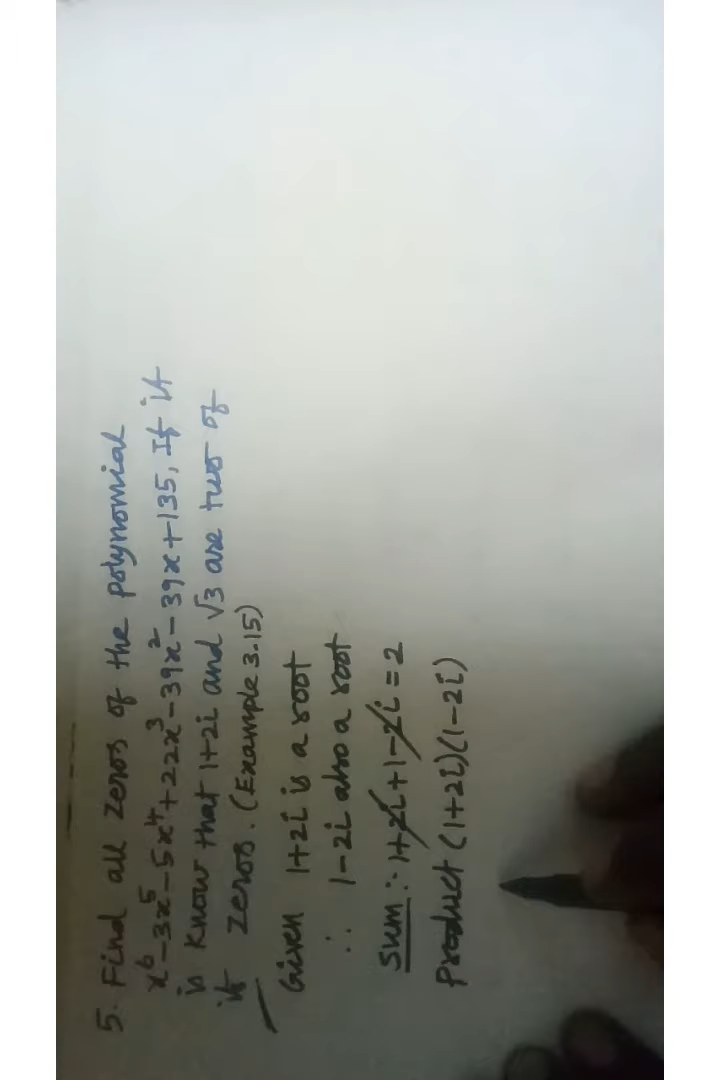 5. Find all zeros of the polynomial
x⁶-3x⁵-5x⁴+22x³-39x²-39x+135, If it
is know that 1+2i and √3 are two of
its zeros. (Example 3.15)
Given 1+2i is a root
∴ 1-2i also a root
Sum : 1+2i+1-2i = 2
Product (1+2i)(1-2i)